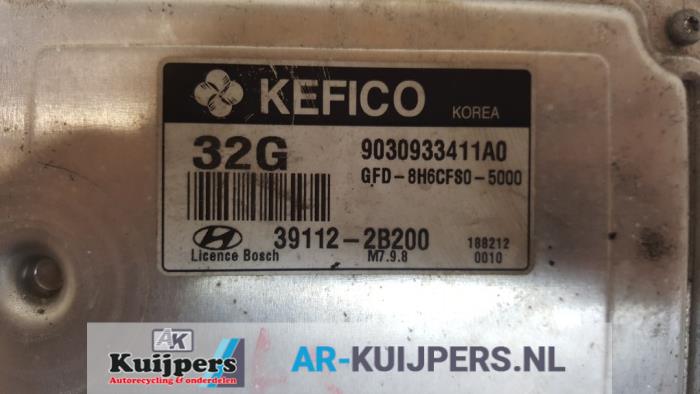 KEFICO KOREA
32G 9030933411A0
GFD-8H6CFS0-5000
39112-2B200 188212
Licence Bosch M7.9.8 0010
AK
Kuijpers
Autorecycling & onderdelen
AR-KUIJPERS.NL